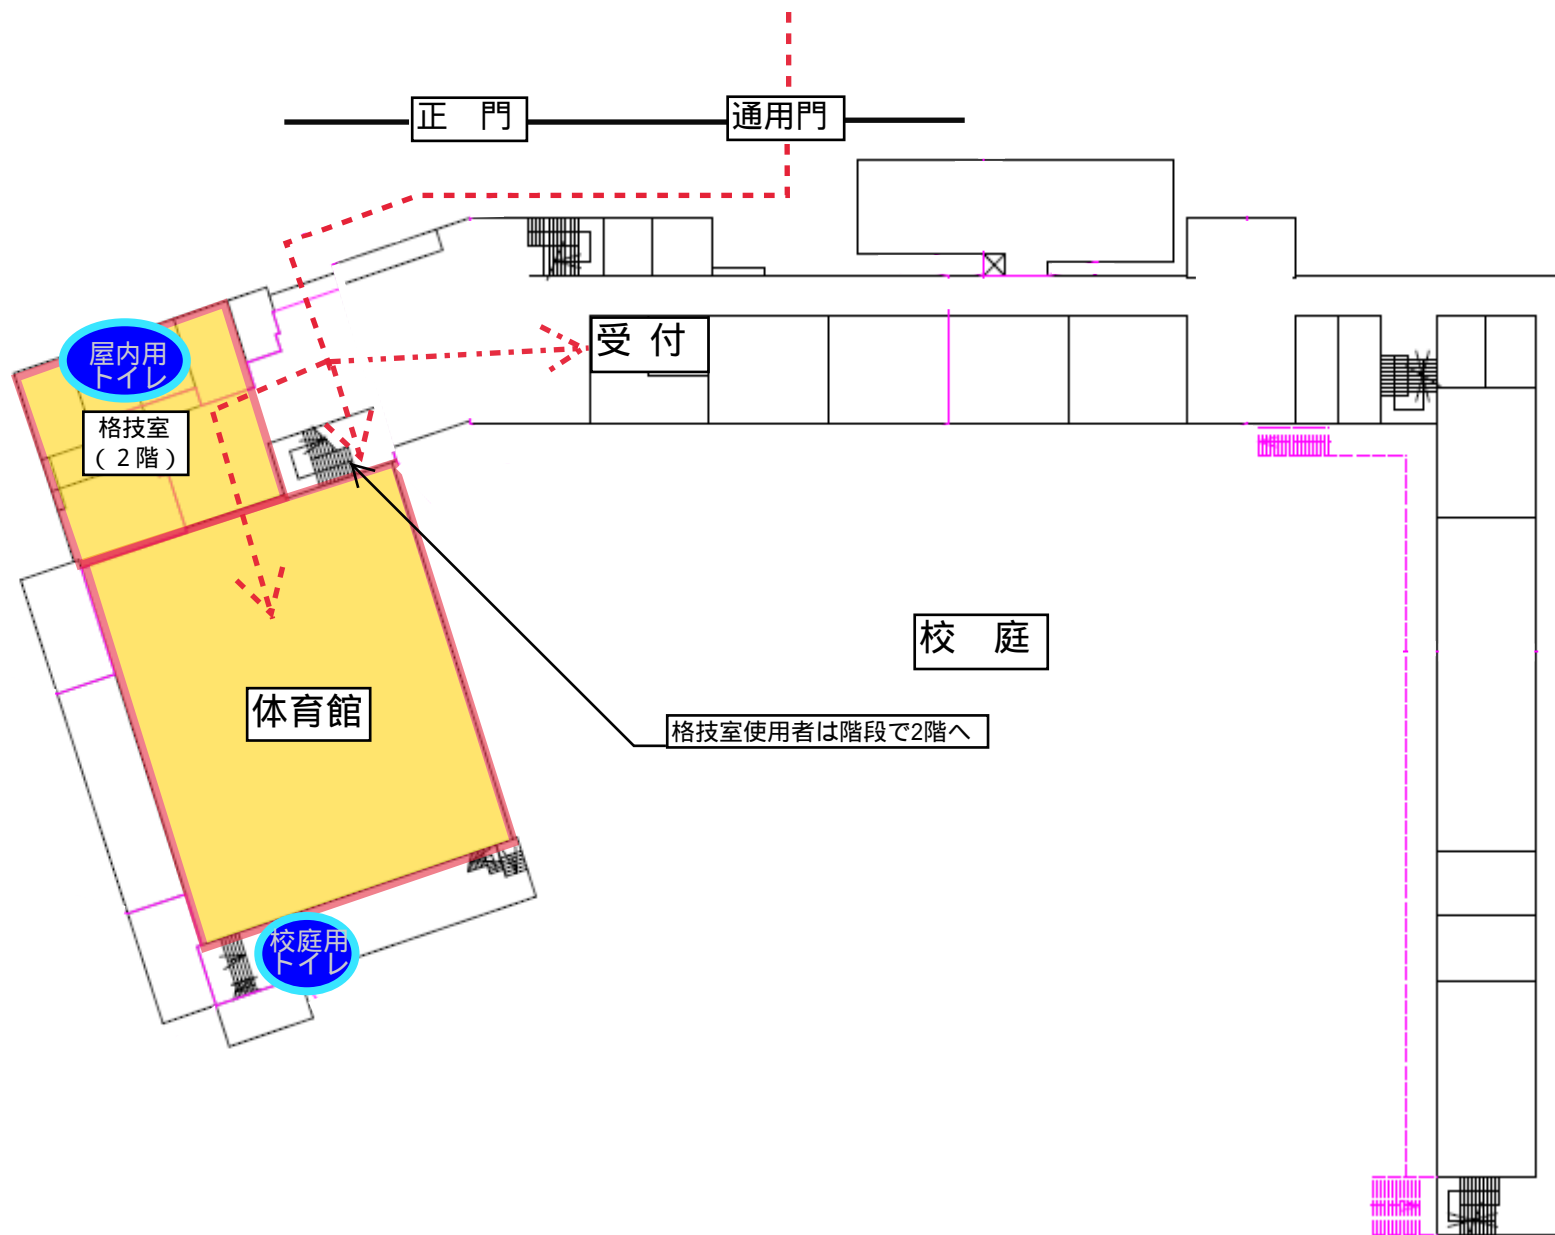 正　門
通用門
受 付
屋内用
トイレ
格技室
（２階）
校　庭
体育館
格技室使用者は階段で2階へ
校庭用
トイレ